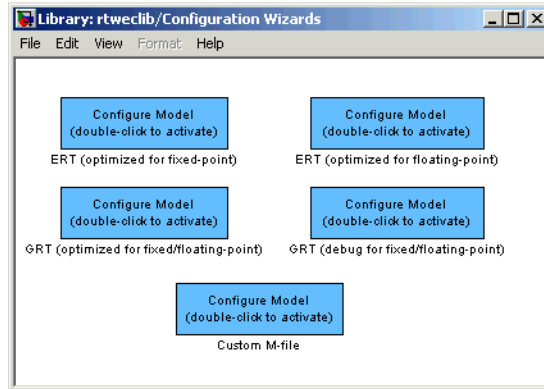 Library: rtweclib/Configuration Wizards
File Edit View Format Help
Configure Model
(double-click to activate)
ERT (optimized for fixed-point)
Configure Model
(double-click to activate)
ERT (optimized for floating-point)
Configure Model
(double-click to activate)
GRT (optimized for fixed/floating-point)
Configure Model
(double-click to activate)
GRT (debug for fixed/floating-point)
Configure Model
(double-click to activate)
Custom M-file